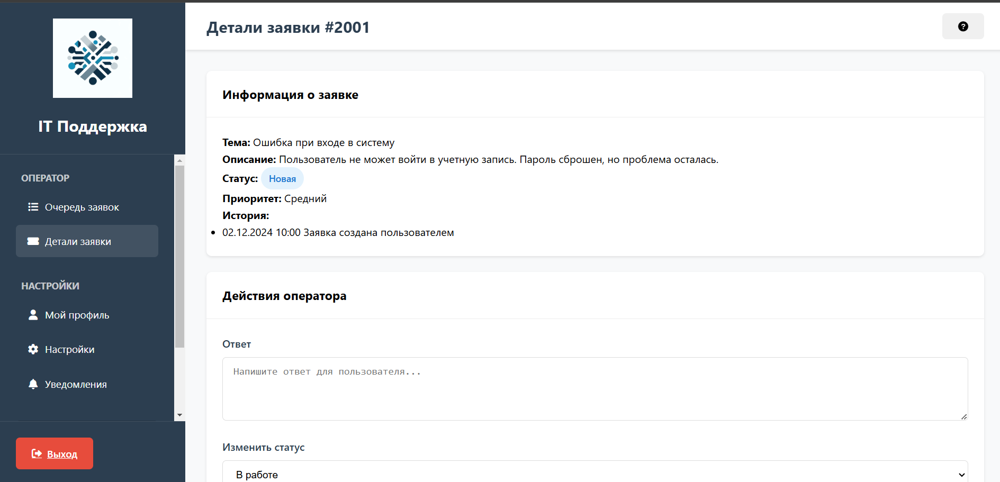 IT Поддержка
ОПЕРАТОР
Очередь заявок
Детали заявки
НАСТРОЙКИ
Мой профиль
Настройки
Уведомления
Выход
Детали заявки #2001
?
Информация о заявке
Тема: Ошибка при входе в систему
Описание: Пользователь не может войти в учетную запись. Пароль сброшен, но проблема осталась.
Статус: Новая
Приоритет: Средний
История:
• 02.12.2024 10:00 Заявка создана пользователем
Действия оператора
Ответ
Напишите ответ для пользователя...
Изменить статус
В работе